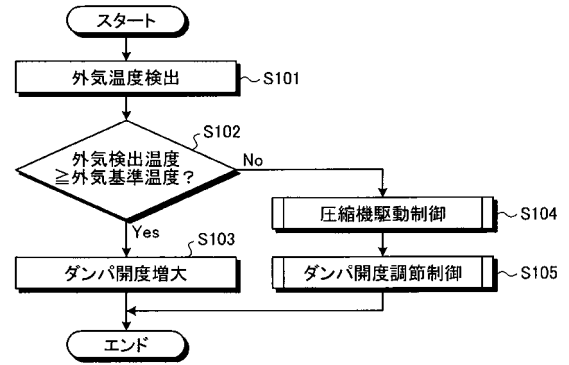 スタート
外気温度検出
S101
S102
外気検出温度
≧外気基準温度?
No
Yes
S103
ダンパ開度増大
圧縮機駆動制御
S104
ダンパ開度調節制御
S105
エンド